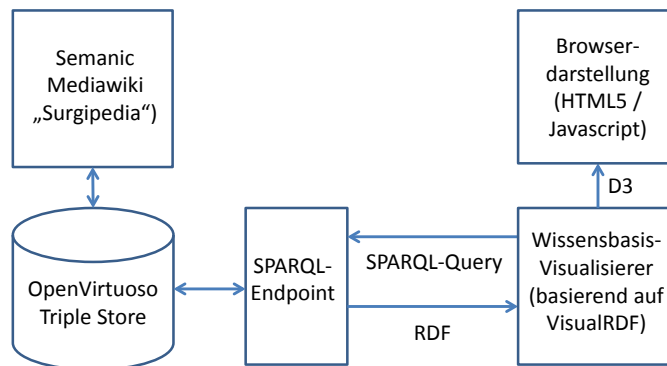 Semanic
Mediawiki
„Surgipedia“)
Browser-
darstellung
(HTML5 /
Javascript)
D3
OpenVirtuoso
Triple Store
SPARQL-
Endpoint
SPARQL-Query
RDF
Wissensbasis-
Visualisierer
(basierend auf
VisualRDF)